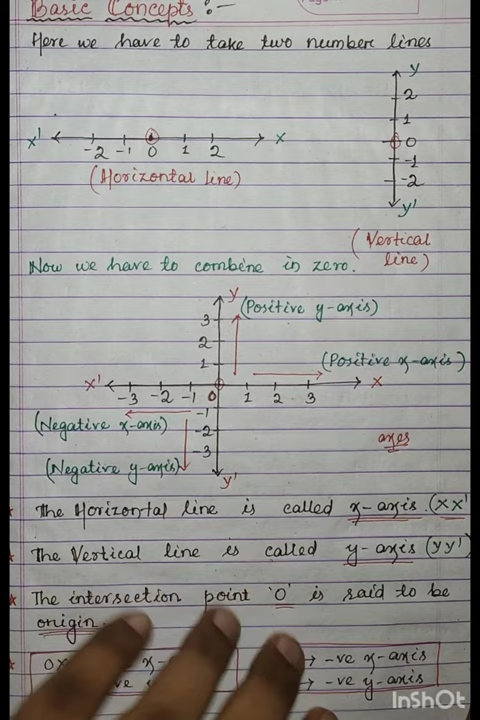 Basic Concepts :-
Here we have to take two number lines
y
2
1
0
-1
-2
y'
x' -2 -1 0 1 2 x
(Horizontal line)
(Vertical
line)
Now we have to combine in zero.
y
(Positive y-axis)
3
2
1
(Positive x-axis)
x' -3 -2 -1 0 1 2 3 x
(Negative x-axis)
-1
-2
-3
axes
(Negative y-axis)
y'
* The Horizontal line is called x-axis. (xx'
* The Vertical line is called y-axis (yy')
* The intersection point 'O' is said to be
origin.
* → -ve x-axis
→ -ve y-axis
InShOt